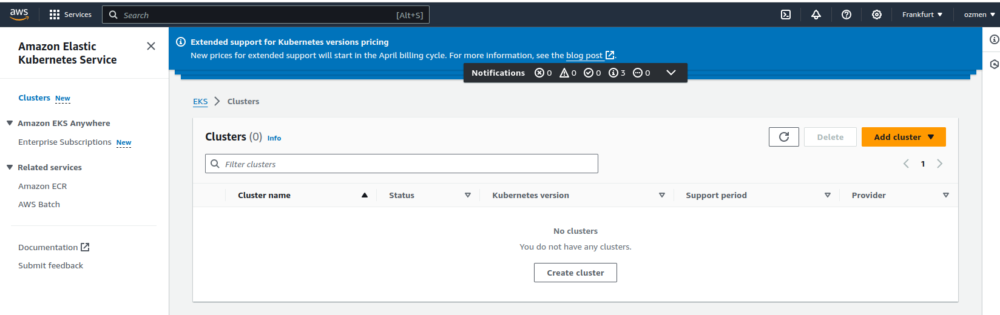 aws
Services
Search
[Alt+S]
Frankfurt
ozmen
Amazon Elastic
Kubernetes Service
Clusters New
Amazon EKS Anywhere
Enterprise Subscriptions New
Related services
Amazon ECR
AWS Batch
Documentation
Submit feedback
Extended support for Kubernetes versions pricing
New prices for extended support will start in the April billing cycle. For more information, see the blog post.
Notifications 0 0 0 3 0
EKS Clusters
Clusters (0) Info
Delete
Add cluster
Filter clusters
1
Cluster name Status Kubernetes version Support period Provider
No clusters
You do not have any clusters.
Create cluster